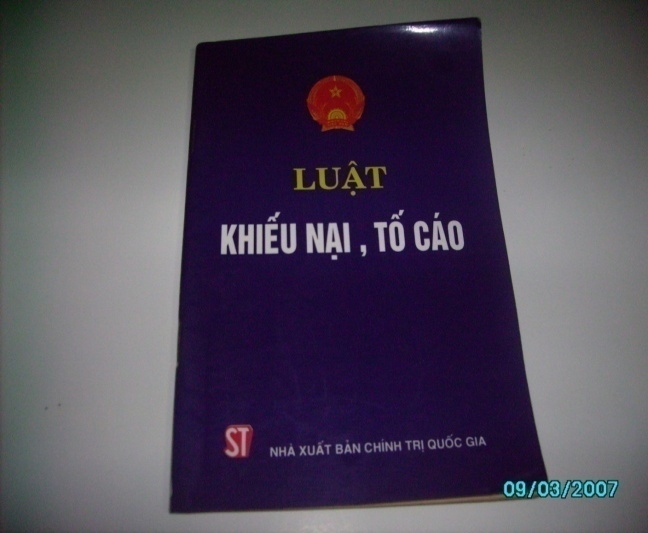 LUẬT
KHIẾU NẠI , TỐ CÁO
ST NHÀ XUẤT BẢN CHÍNH TRỊ QUỐC GIA
09/03/2007